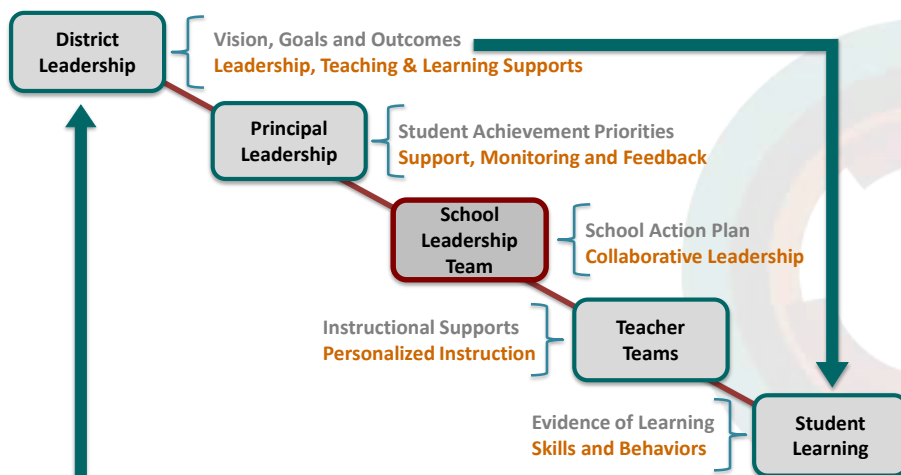 District
Leadership
Vision, Goals and Outcomes
Leadership, Teaching & Learning Supports
Principal
Leadership
Student Achievement Priorities
Support, Monitoring and Feedback
School
Leadership
Team
School Action Plan
Collaborative Leadership
Instructional Supports
Personalized Instruction
Teacher
Teams
Evidence of Learning
Skills and Behaviors
Student
Learning